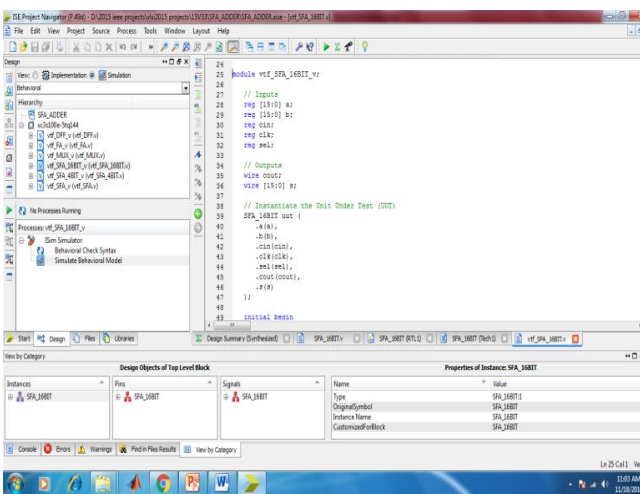 ISE Project Navigator (P.49d) - D:\2015 ieee projects\vlsi2015 projects\15V33\SFA_ADDER\SFA_ADDER.xise - [vtf_SFA_16BIT.v]
File Edit View Project Source Process Tools Window Layout Help
Design
View: Implementation Simulation
Behavioral
Hierarchy
SFA_ADDER
xc3s100e-5tq144
vtf_DFF_v (vtf_DFF.v)
vtf_FA_v (vtf_FA.v)
vtf_MUX_v (vtf_MUX.v)
vtf_SFA_16BIT_v (vtf_SFA_16BIT.v)
vtf_SFA_4BIT_v (vtf_SFA_4BIT.v)
vtf_SFA_v (vtf_SFA.v)
No Processes Running
Processes: vtf_SFA_16BIT_v
ISim Simulator
Behavioral Check Syntax
Simulate Behavioral Model
Start Design Files Libraries
24
25 module vtf_SFA_16BIT_v;
26
27 // Inputs
28 reg [15:0] a;
29 reg [15:0] b;
30 reg cin;
31 reg clk;
32 reg sel;
33
34 // Outputs
35 wire cout;
36 wire [15:0] s;
37
38 // Instantiate the Unit Under Test (UUT)
39 SFA_16BIT uut (
40 .a(a),
41 .b(b),
42 .cin(cin),
43 .clk(clk),
44 .sel(sel),
45 .cout(cout),
46 .s(s)
47 );
48
49 initial begin
Design Summary (Synthesized) SFA_16BIT.v SFA_16BIT (RTL1) SFA_16BIT (Tech1) vtf_SFA_16BIT.v
View by Category
Design Objects of Top Level Block Properties of Instance: SFA_16BIT
Instances Pins Signals Name Value
SFA_16BIT SFA_16BIT SFA_16BIT Type SFA_16BIT:1
OriginalSymbol SFA_16BIT
Instance Name SFA_16BIT
CustomizedForBlock SFA_16BIT
Console Errors Warnings Find in Files Results View by Category
Ln 25 Col 1
11:03 AM